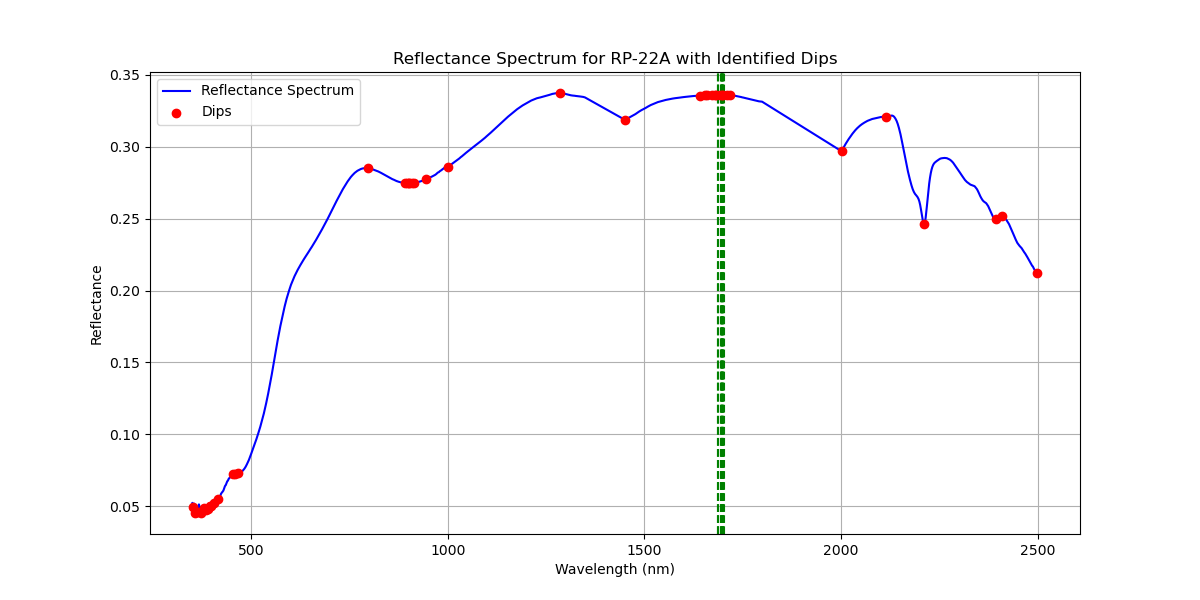 Reflectance Spectrum for RP-22A with Identified Dips
Reflectance Spectrum
Dips
Reflectance
0.35
0.30
0.25
0.20
0.15
0.10
0.05
500
1000
1500
2000
2500
Wavelength (nm)